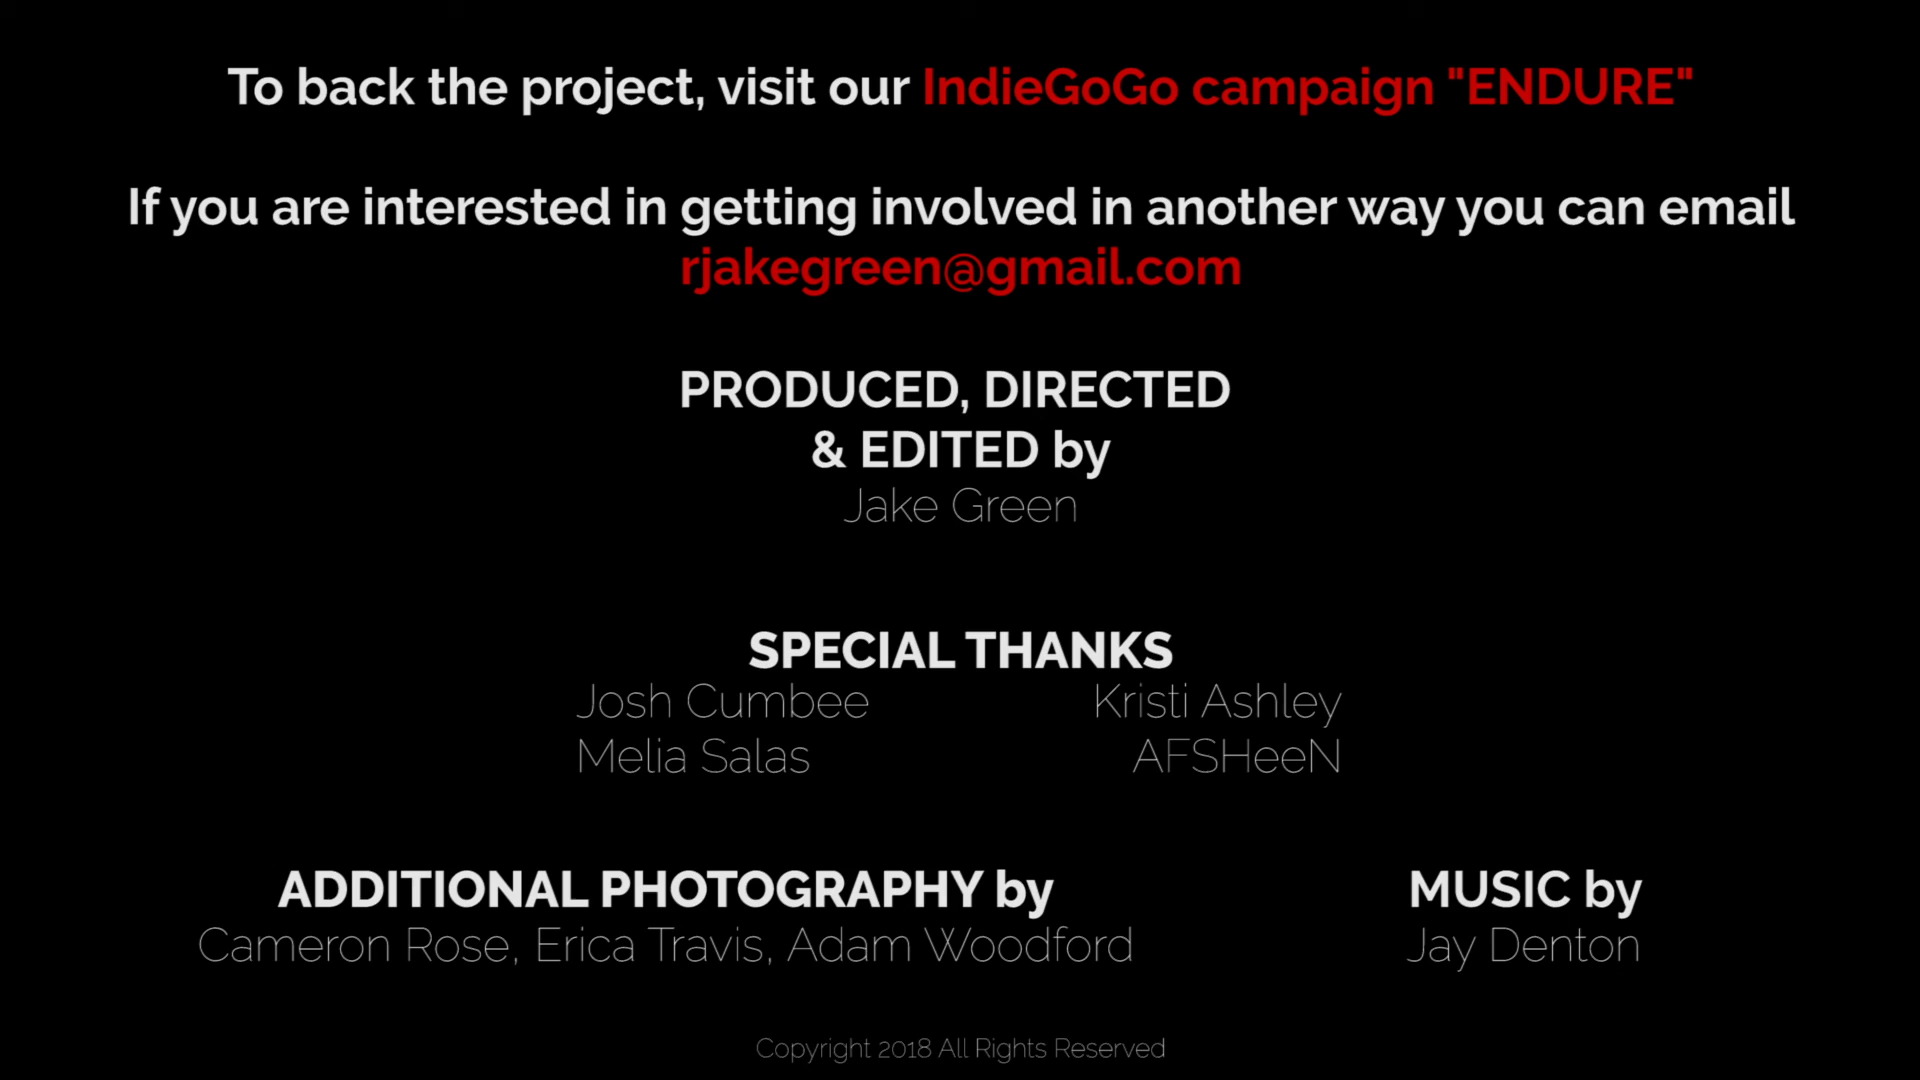 To back the project, visit our IndieGoGo campaign "ENDURE"
If you are interested in getting involved in another way you can email
rjakegreen@gmail.com
PRODUCED, DIRECTED
& EDITED by
Jake Green
SPECIAL THANKS
Josh Cumbee Kristi Ashley
Melia Salas AFSHeeN
ADDITIONAL PHOTOGRAPHY by MUSIC by
Cameron Rose, Erica Travis, Adam Woodford Jay Denton
Copyright 2018 All Rights Reserved